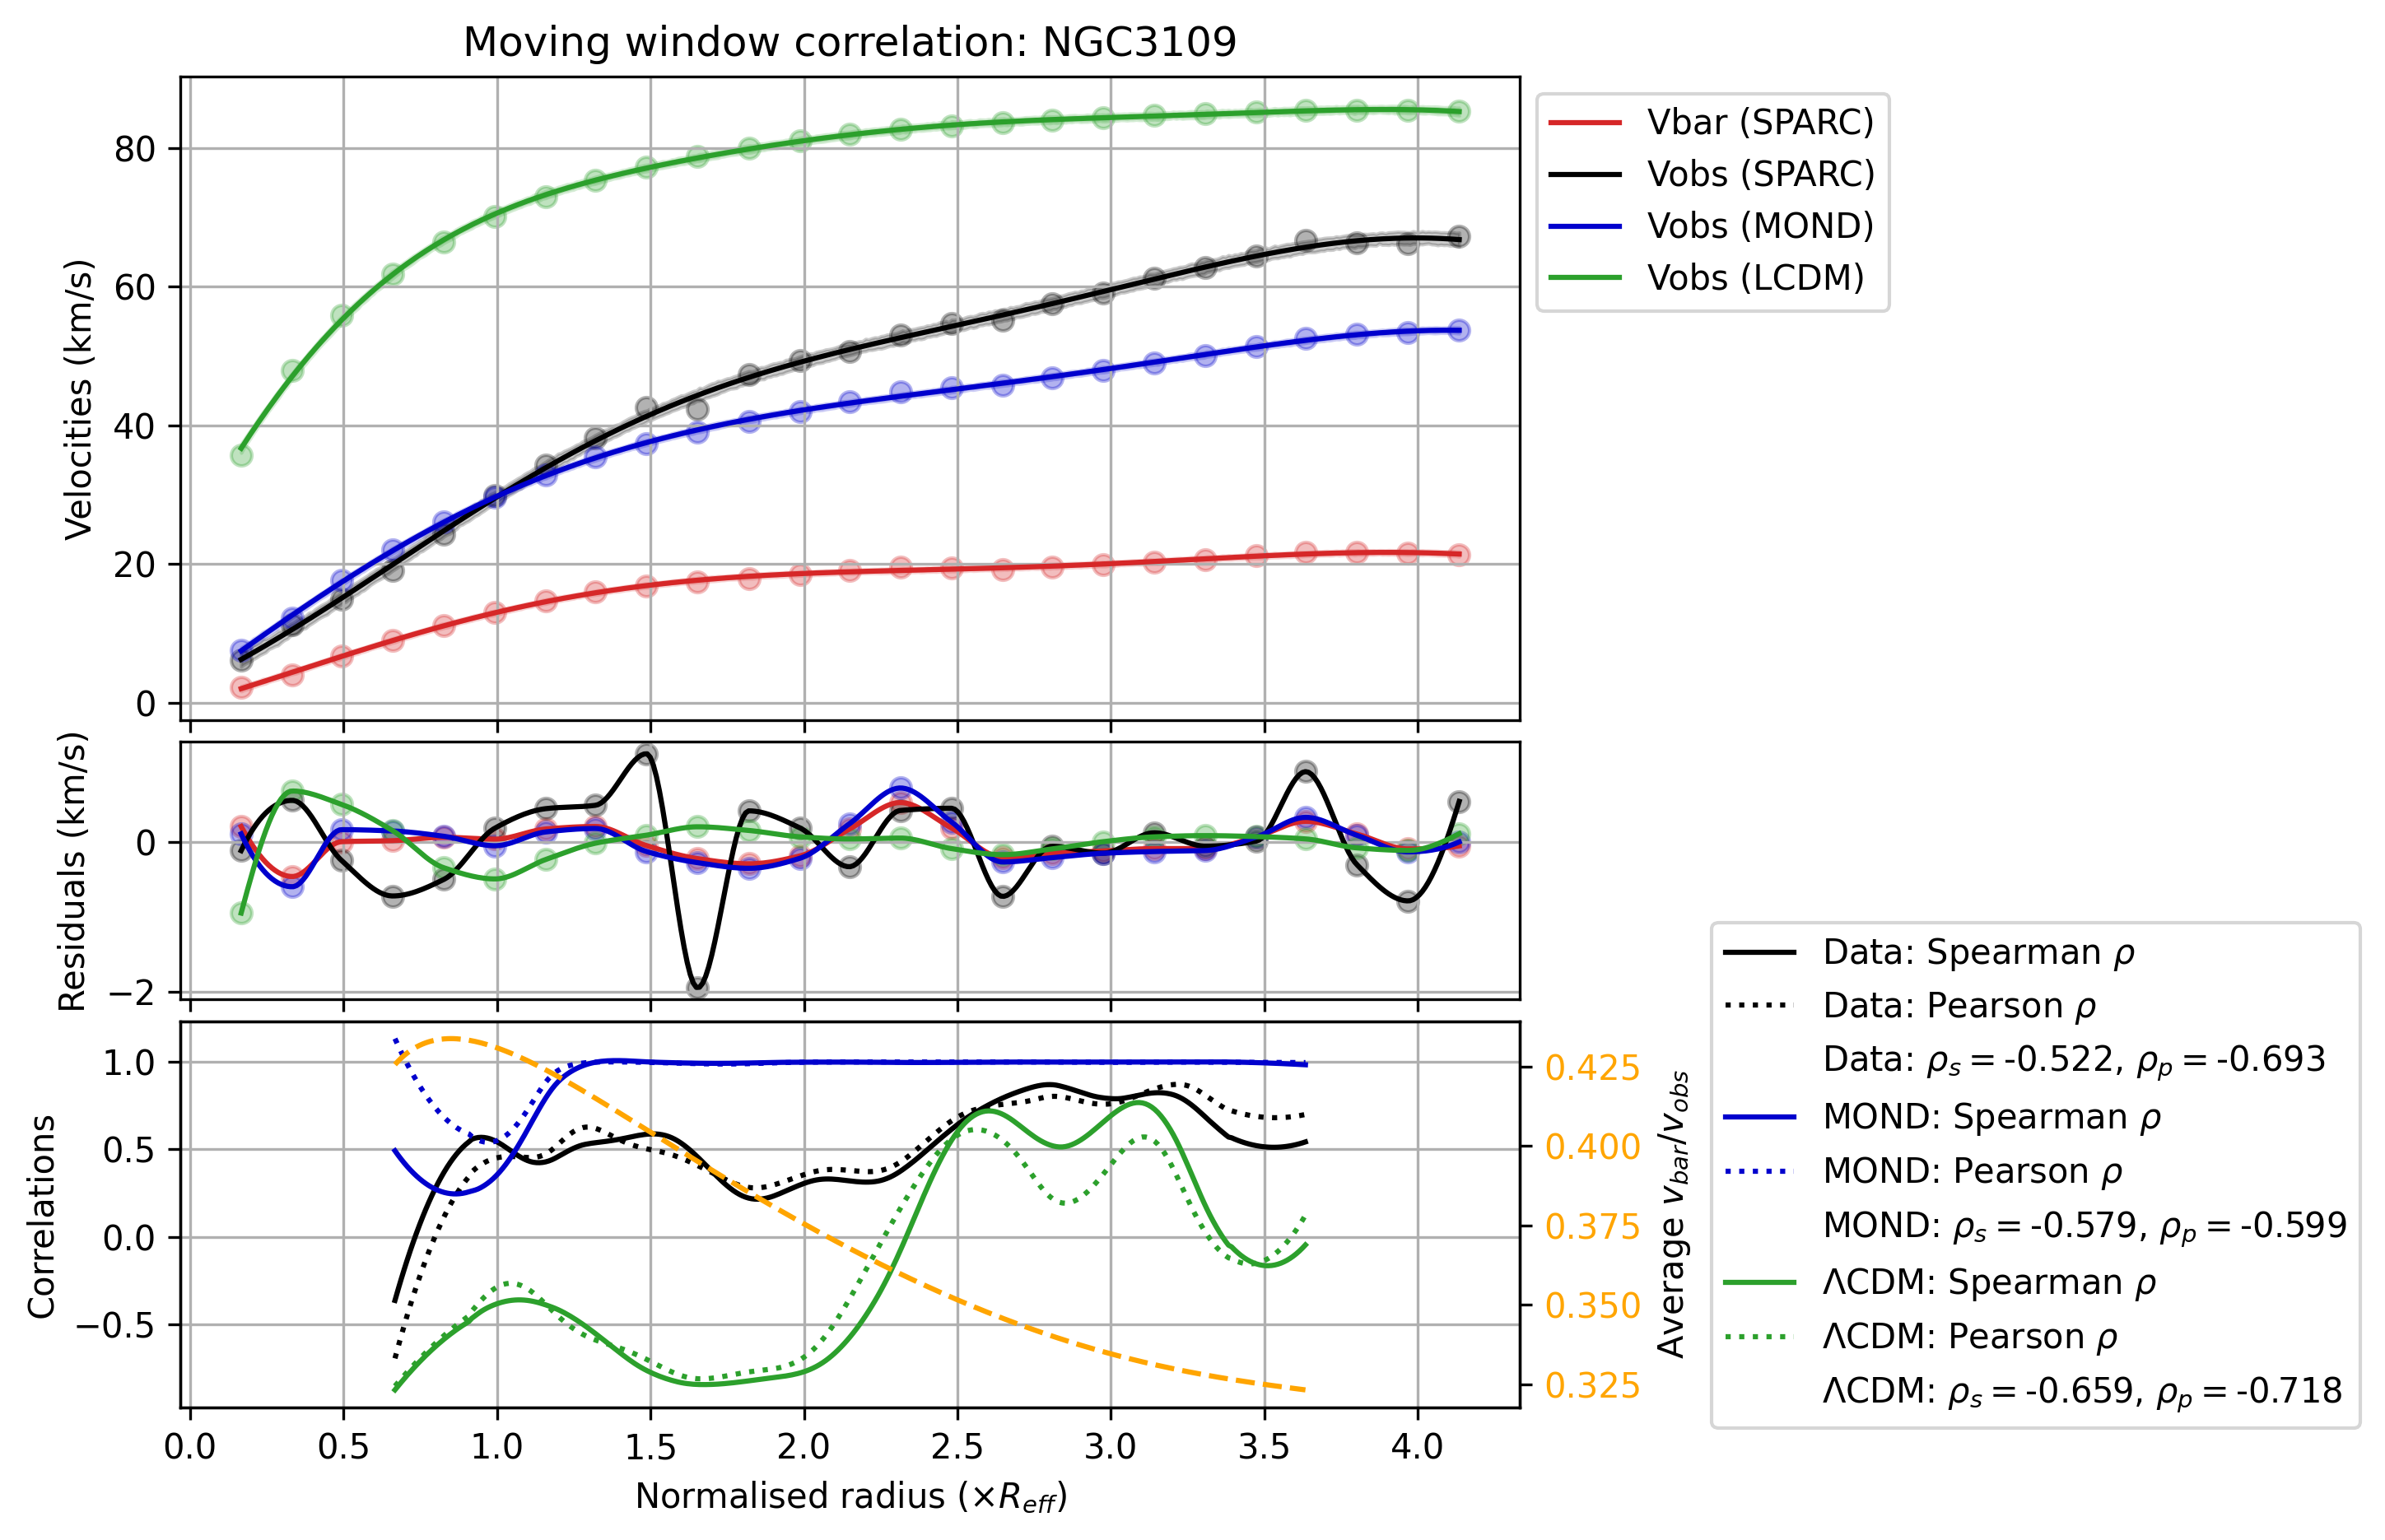 Moving window correlation: NGC3109
Velocities (km/s)
80
60
40
20
0
Vbar (SPARC)
Vobs (SPARC)
Vobs (MOND)
Vobs (LCDM)
Residuals (km/s)
0
−2
Correlations
1.0
0.5
0.0
−0.5
0.425
0.400
0.375
0.350
0.325
Average v_bar/v_obs
0.0 0.5 1.0 1.5 2.0 2.5 3.0 3.5 4.0
Normalised radius (×R_eff)
Data: Spearman ρ
Data: Pearson ρ
Data: ρ_s = -0.522, ρ_p = -0.693
MOND: Spearman ρ
MOND: Pearson ρ
MOND: ρ_s = -0.579, ρ_p = -0.599
ΛCDM: Spearman ρ
ΛCDM: Pearson ρ
ΛCDM: ρ_s = -0.659, ρ_p = -0.718